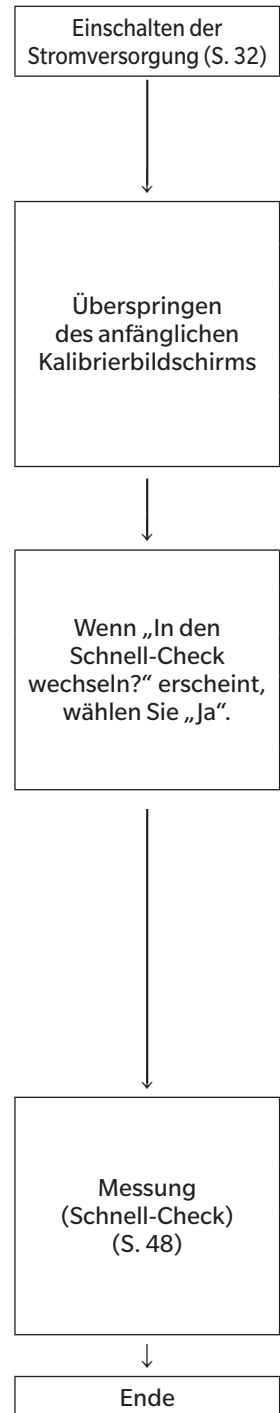 Einschalten der
Stromversorgung (S. 32)
Überspringen
des anfänglichen
Kalibrierbildschirms
Wenn „In den
Schnell-Check
wechseln?“ erscheint,
wählen Sie „Ja“.
Messung
(Schnell-Check)
(S. 48)
Ende